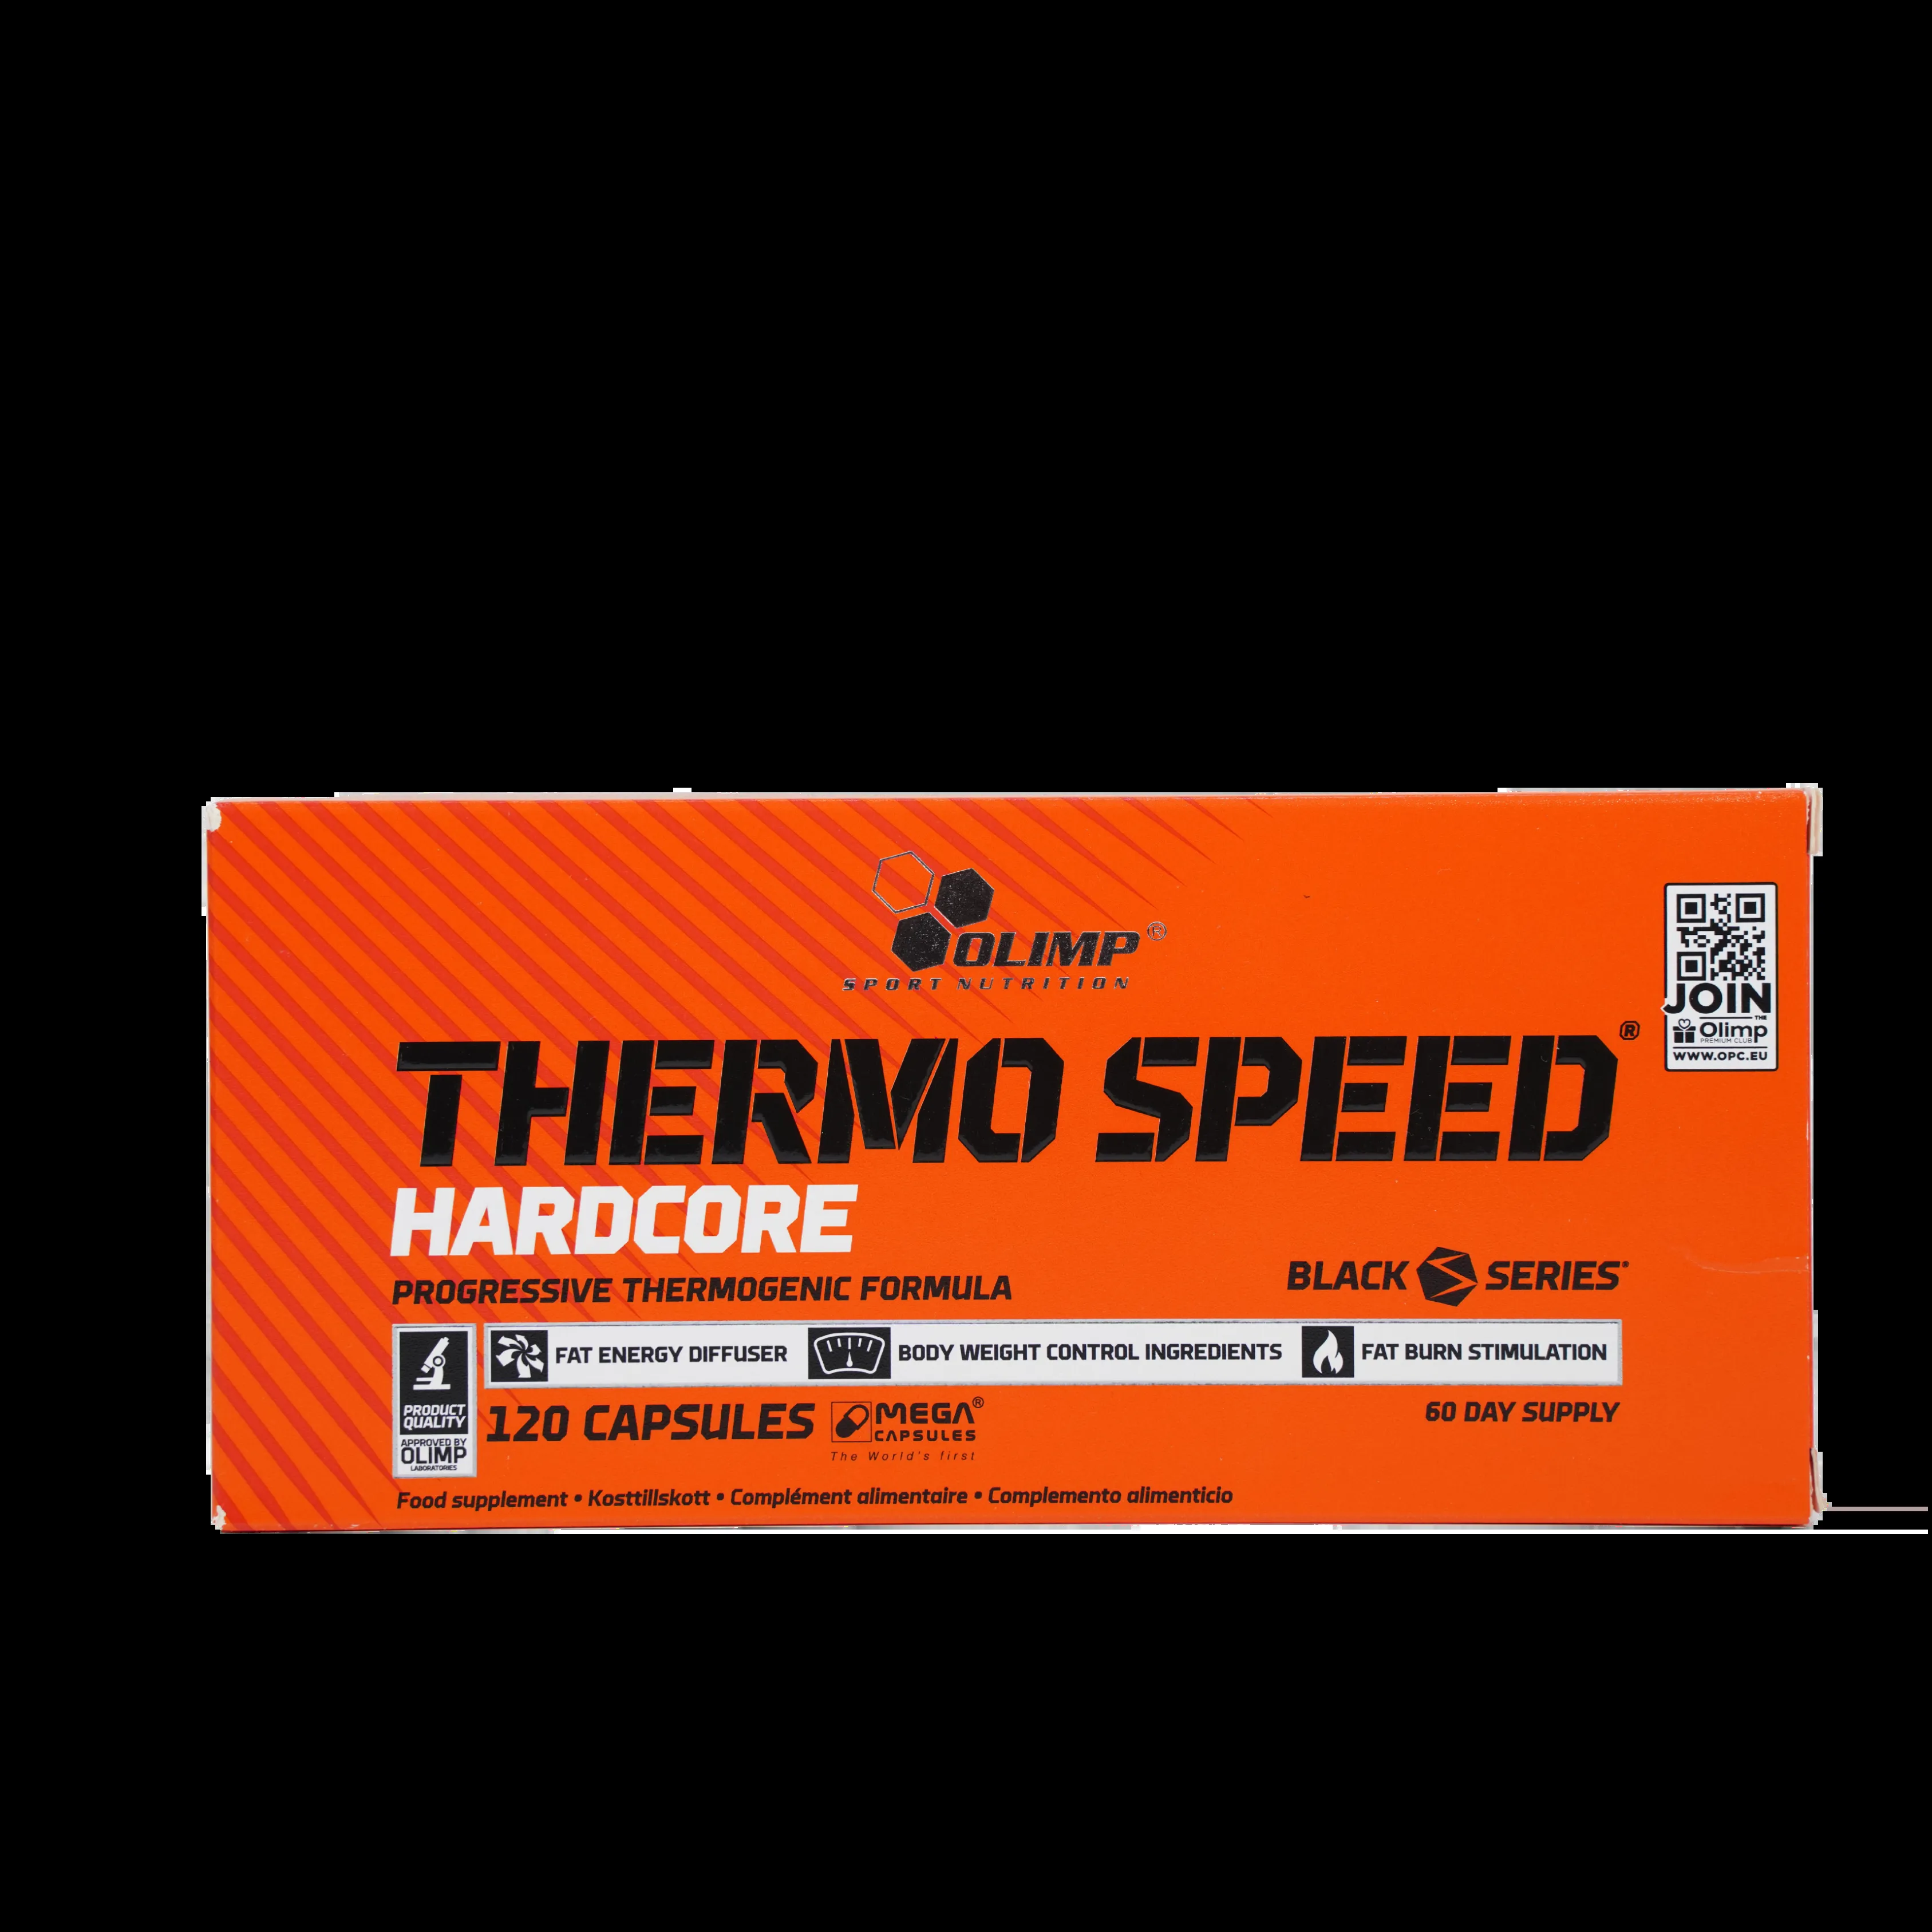 OLIMP®
SPORT NUTRITION
JOIN
THE
Olimp
PREMIUM CLUB
WWW.OPC.EU
THERMO SPEED®
HARDCORE
PROGRESSIVE THERMOGENIC FORMULA
BLACK SERIES®
FAT ENERGY DIFFUSER
BODY WEIGHT CONTROL INGREDIENTS
FAT BURN STIMULATION
PRODUCT
QUALITY
APPROVED BY
OLIMP
LABORATORIES
120 CAPSULES
MEGA®
CAPSULES
The World's first
60 DAY SUPPLY
Food supplement • Kosttillskott • Complément alimentaire • Complemento alimenticio